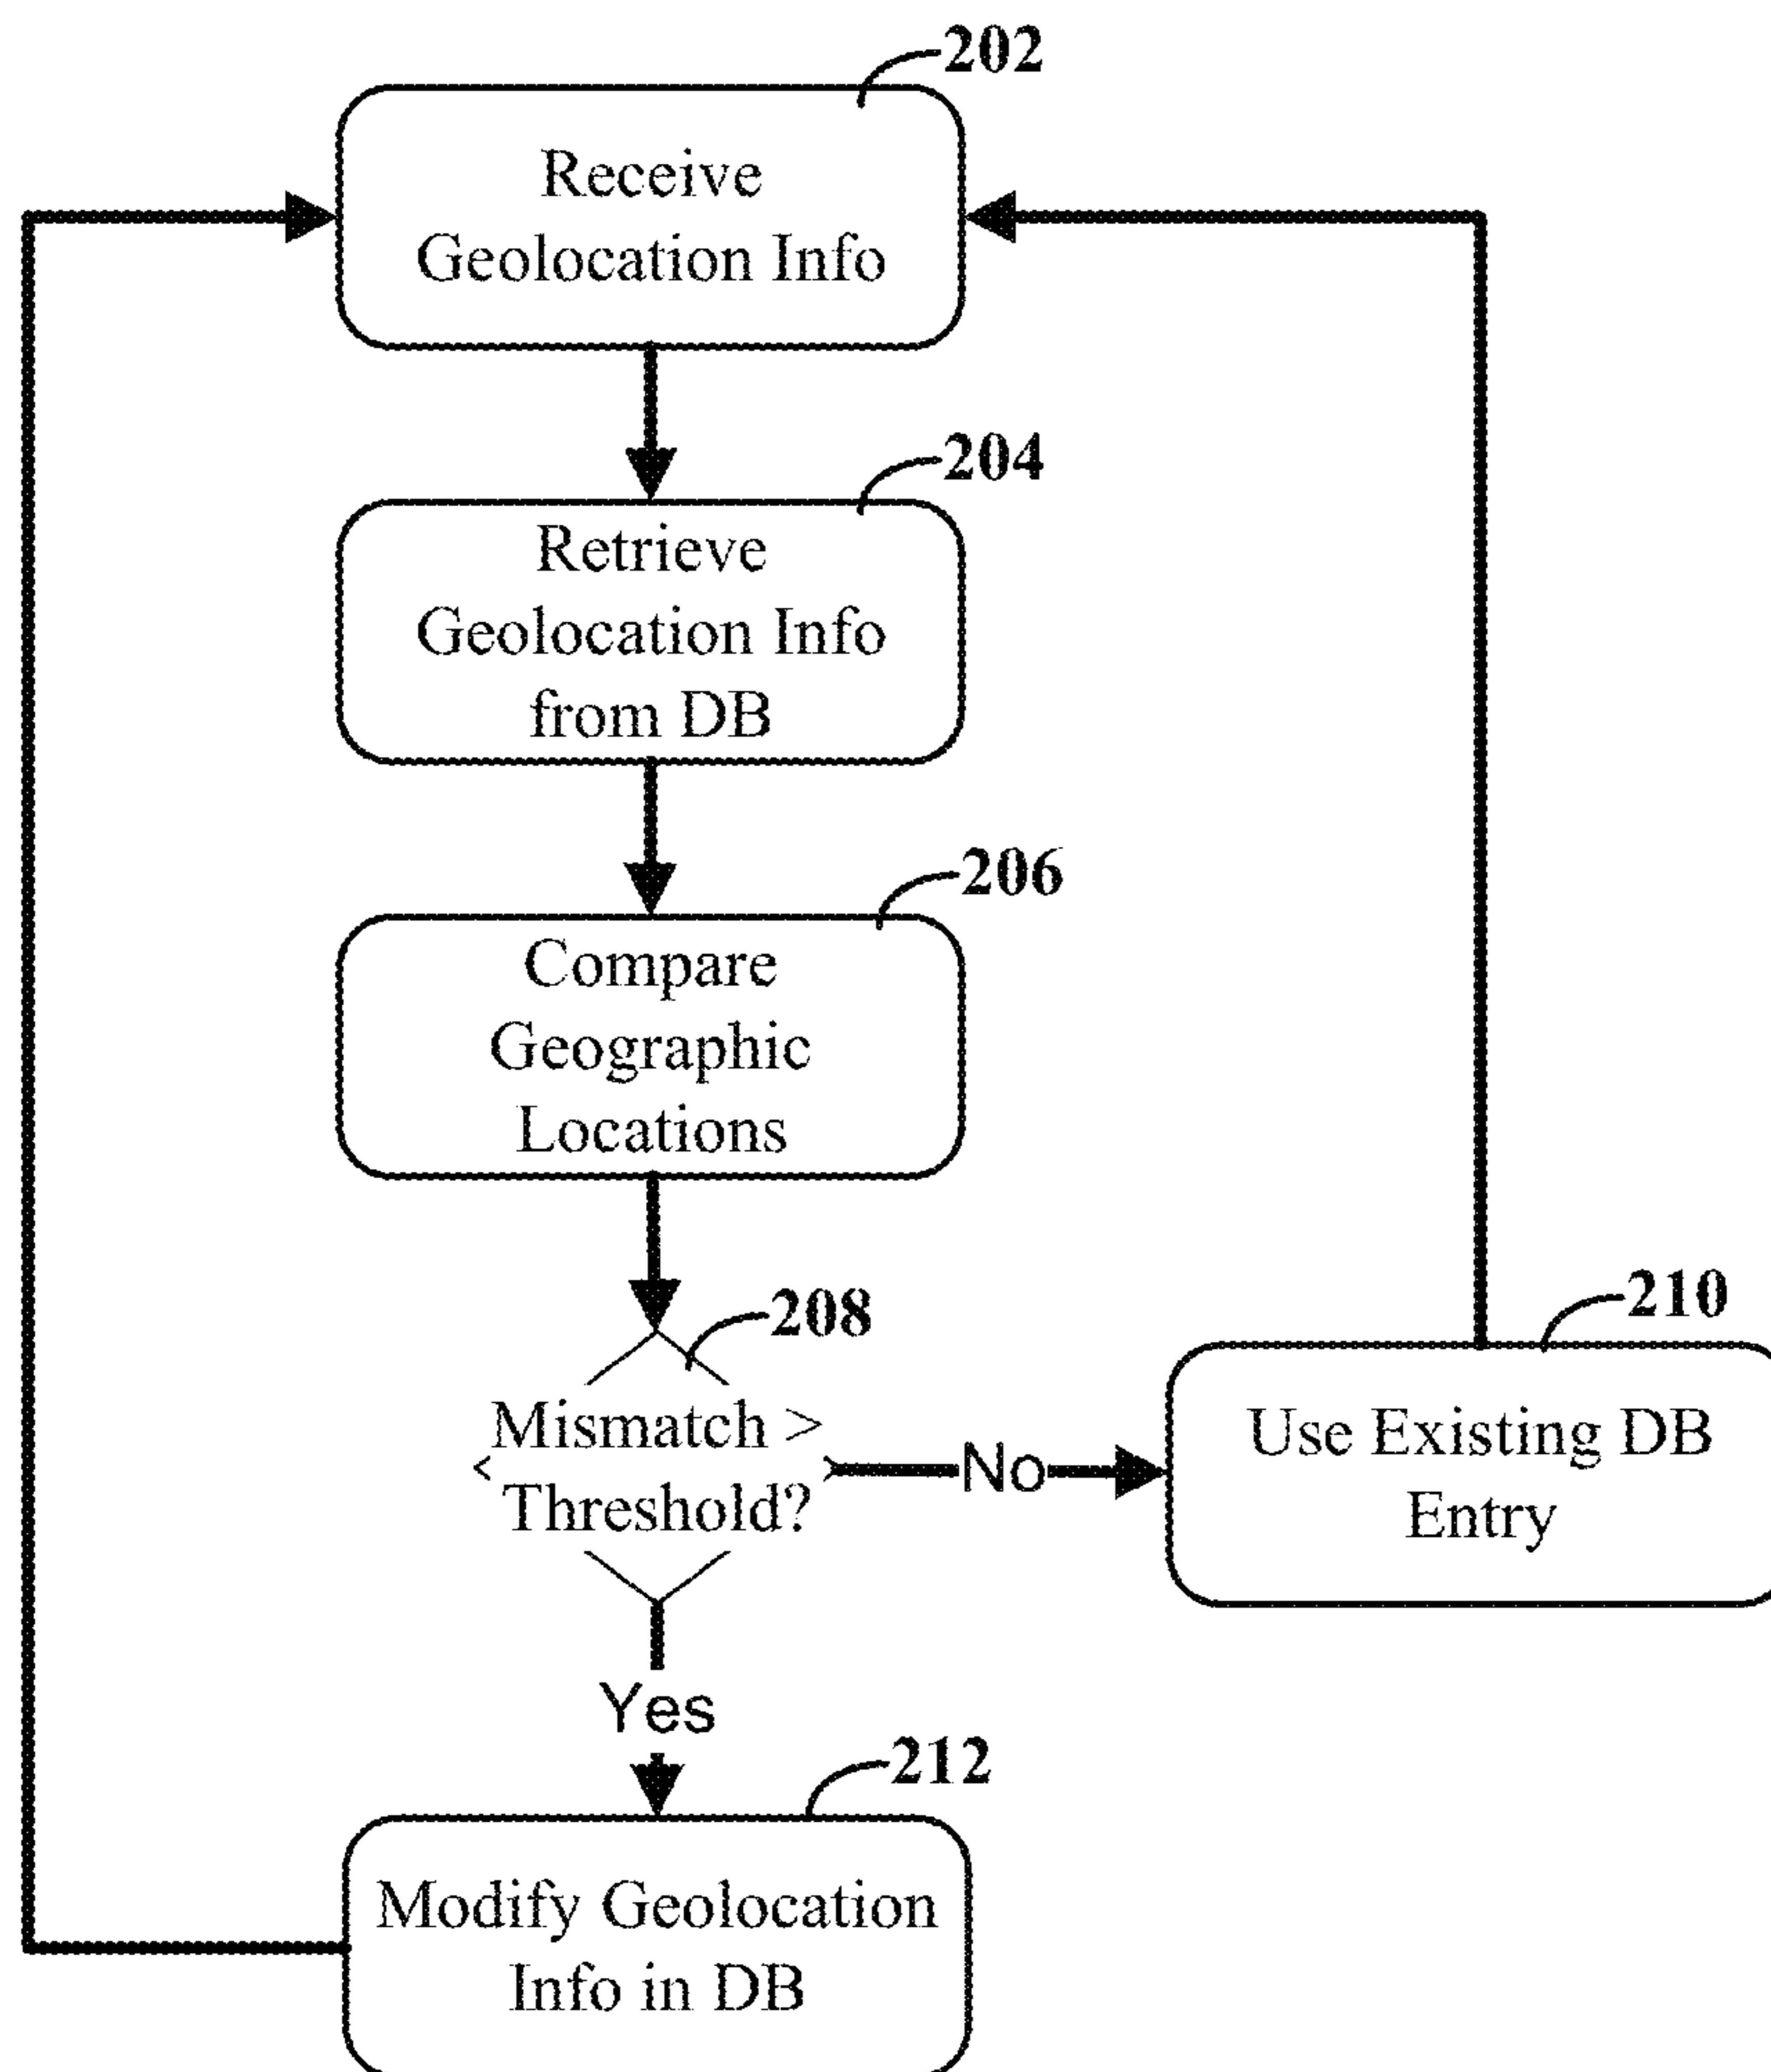 202
Receive
Geolocation Info
204
Retrieve
Geolocation Info
from DB
206
Compare
Geographic
Locations
208
Mismatch >
Threshold?
No
210
Use Existing DB
Entry
Yes
212
Modify Geolocation
Info in DB